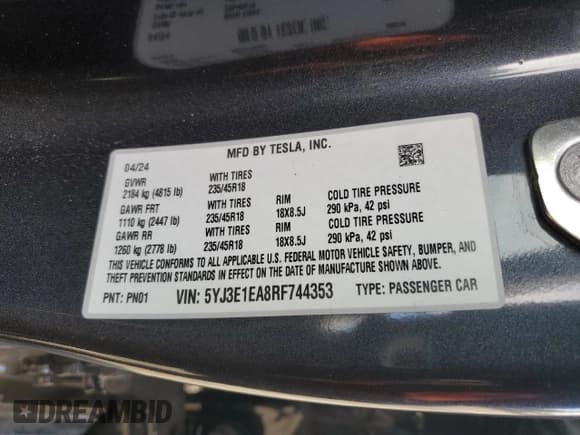 MFD BY TESLA, INC.
04/24
GVWR WITH TIRES
2184 kg (4815 lb) 235/45R18
GAWR FRT WITH TIRES RIM COLD TIRE PRESSURE
1110 kg (2447 lb) 235/45R18 18X8.5J 290 kPa, 42 psi
GAWR RR WITH TIRES RIM COLD TIRE PRESSURE
1260 kg (2778 lb) 235/45R18 18X8.5J 290 kPa, 42 psi
THIS VEHICLE CONFORMS TO ALL APPLICABLE U.S. FEDERAL MOTOR VEHICLE SAFETY, BUMPER, AND
THEFT PREVENTION STANDARDS IN EFFECT ON THE DATE OF MANUFACTURE SHOWN ABOVE.
PNT: PN01 VIN: 5YJ3E1EA8RF744353 TYPE: PASSENGER CAR
DREAMBID